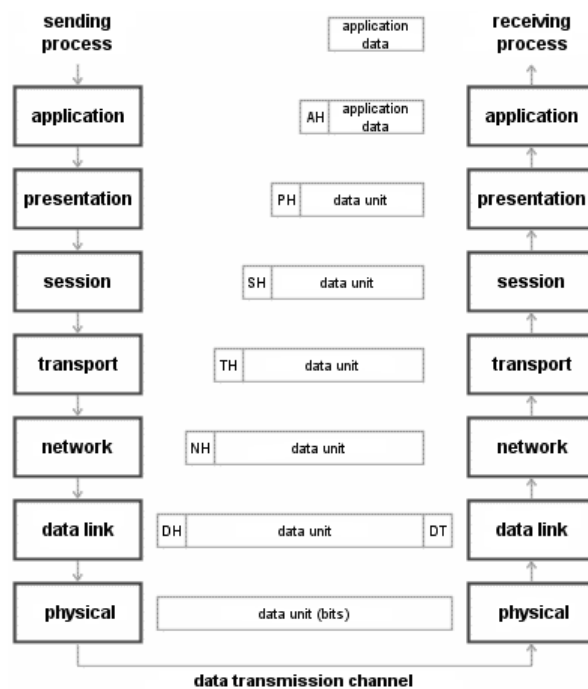 sending
process
application
data
receiving
process
application
AH
application
data
application
presentation
PH
data unit
presentation
session
SH
data unit
session
transport
TH
data unit
transport
network
NH
data unit
network
data link
DH
data unit
DT
data link
physical
data unit (bits)
physical
data transmission channel